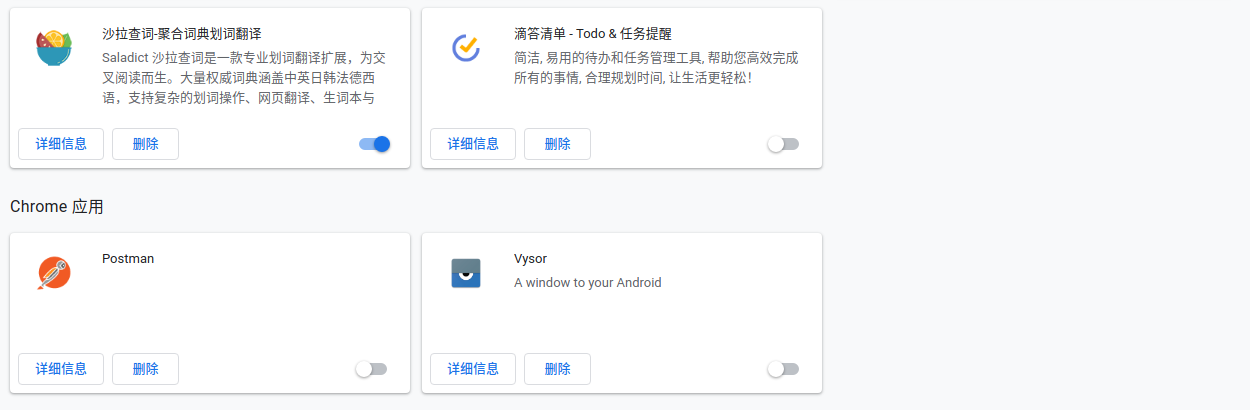 沙拉查词-聚合词典划词翻译
Saladict 沙拉查词是一款专业划词翻译扩展，为交
叉阅读而生。大量权威词典涵盖中英日韩法德西
语，支持复杂的划词操作、网页翻译、生词本与
详细信息
删除
滴答清单 - Todo & 任务提醒
简洁, 易用的待办和任务管理工具, 帮助您高效完成
所有的事情, 合理规划时间, 让生活更轻松！
详细信息
删除
Chrome 应用
Postman
详细信息
删除
Vysor
A window to your Android
详细信息
删除